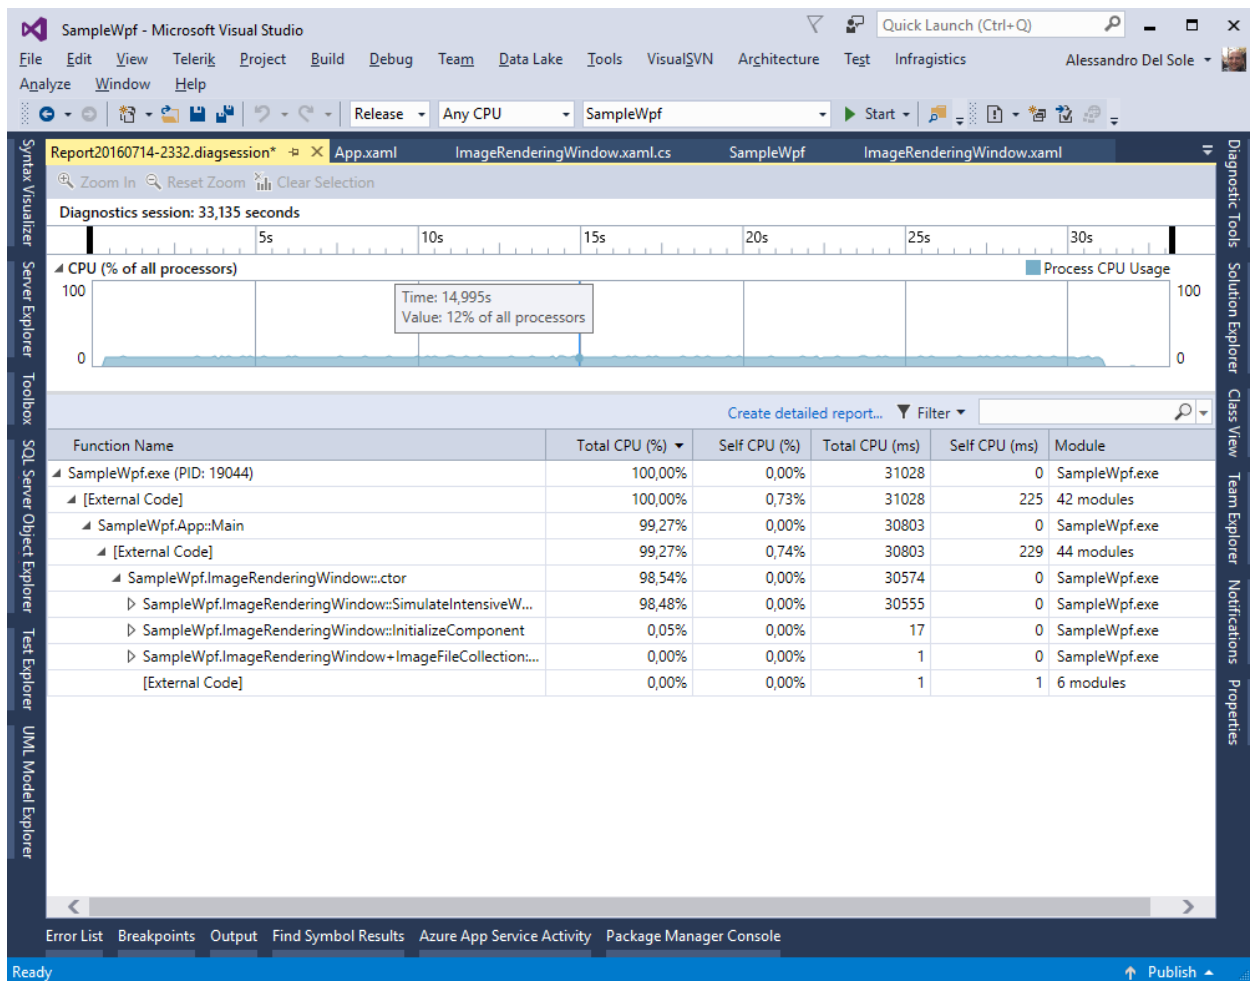 SampleWpf - Microsoft Visual Studio
Quick Launch (Ctrl+Q)
File Edit View Telerik Project Build Debug Team Data Lake Tools VisualSVN Architecture Test Infragistics Alessandro Del Sole
Analyze Window Help
Release Any CPU SampleWpf Start
Report20160714-2332.diagsession* App.xaml ImageRenderingWindow.xaml.cs SampleWpf ImageRenderingWindow.xaml
Zoom In Reset Zoom Clear Selection
Diagnostics session: 33,135 seconds
5s 10s 15s 20s 25s 30s
CPU (% of all processors) Process CPU Usage
100 100
Time: 14,995s
Value: 12% of all processors
0 0
Create detailed report... Filter
Function Name Total CPU (%) Self CPU (%) Total CPU (ms) Self CPU (ms) Module
SampleWpf.exe (PID: 19044) 100,00% 0,00% 31028 0 SampleWpf.exe
[External Code] 100,00% 0,73% 31028 225 42 modules
SampleWpf.App::Main 99,27% 0,00% 30803 0 SampleWpf.exe
[External Code] 99,27% 0,74% 30803 229 44 modules
SampleWpf.ImageRenderingWindow::.ctor 98,54% 0,00% 30574 0 SampleWpf.exe
SampleWpf.ImageRenderingWindow::SimulateIntensiveW... 98,48% 0,00% 30555 0 SampleWpf.exe
SampleWpf.ImageRenderingWindow::InitializeComponent 0,05% 0,00% 17 0 SampleWpf.exe
SampleWpf.ImageRenderingWindow+ImageFileCollection:... 0,00% 0,00% 1 0 SampleWpf.exe
[External Code] 0,00% 0,00% 1 1 6 modules
Syntax Visualizer
Server Explorer
Toolbox
SQL Server Object Explorer
Test Explorer
UML Model Explorer
Diagnostic Tools
Solution Explorer
Class View
Team Explorer
Notifications
Properties
Error List Breakpoints Output Find Symbol Results Azure App Service Activity Package Manager Console
Ready Publish